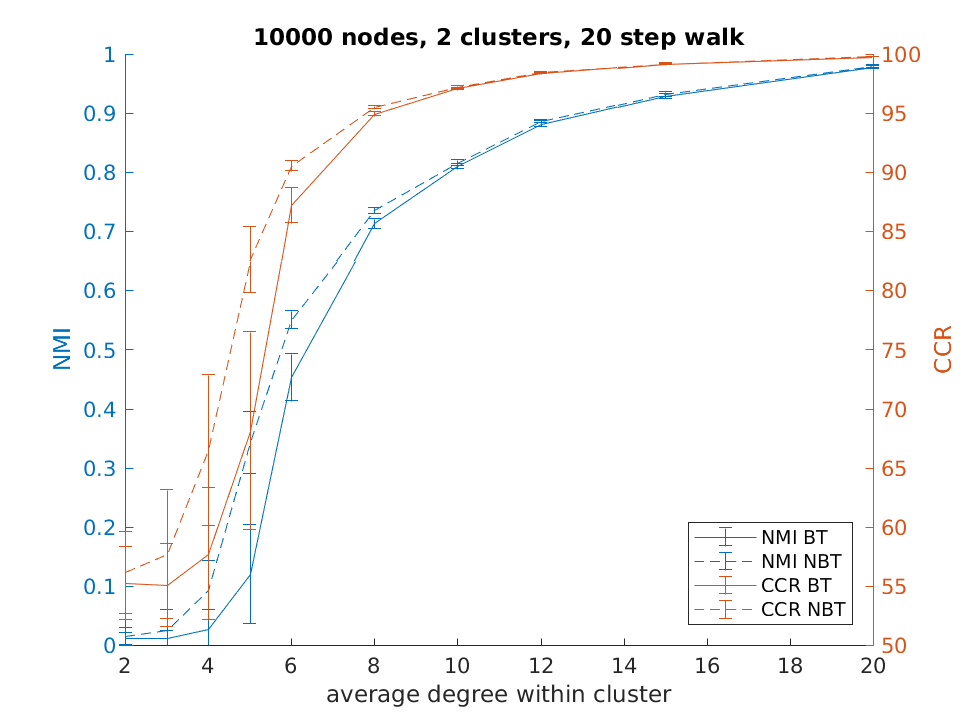 10000 nodes, 2 clusters, 20 step walk
1
0.9
0.8
0.7
0.6
0.5
0.4
0.3
0.2
0.1
0
NMI
100
95
90
85
80
75
70
65
60
55
50
CCR
NMI BT
NMI NBT
CCR BT
CCR NBT
2 4 6 8 10 12 14 16 18 20
average degree within cluster